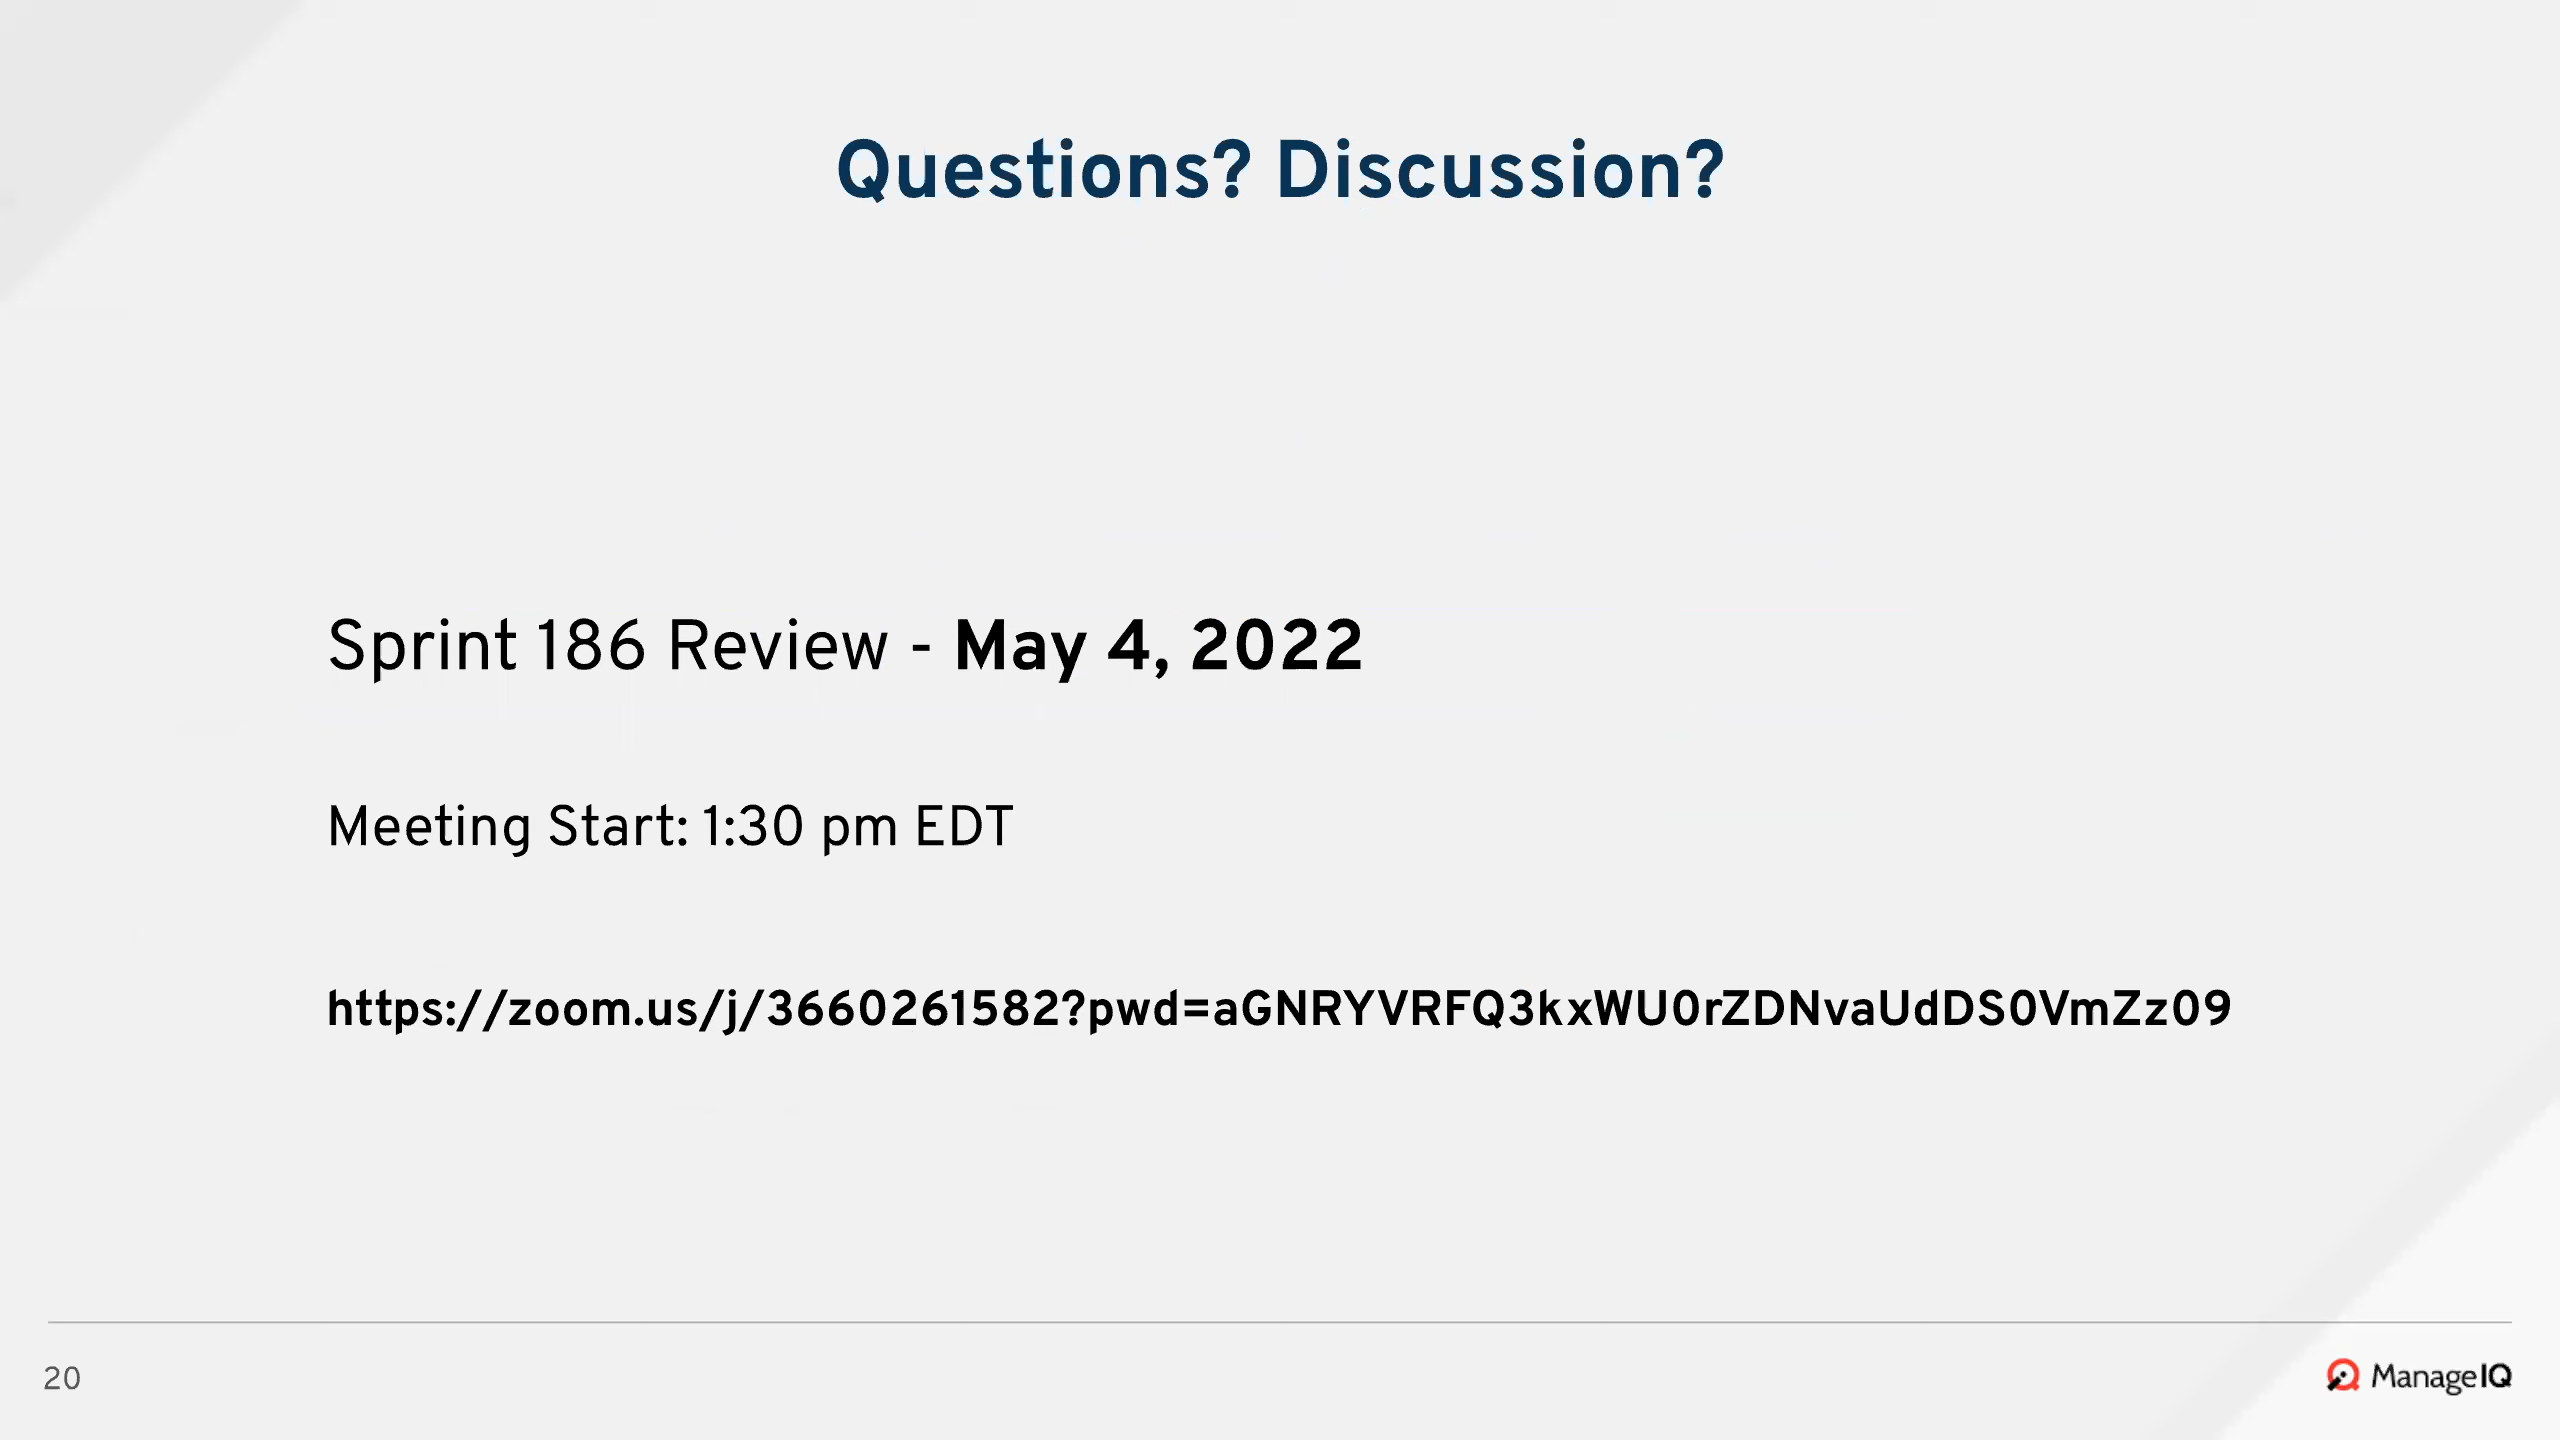 Questions? Discussion?
Sprint 186 Review - May 4, 2022
Meeting Start: 1:30 pm EDT
https://zoom.us/j/3660261582?pwd=aGNRYVRFQ3kxWU0rZDNvaUdDS0VmZz09
20
ManageIQ